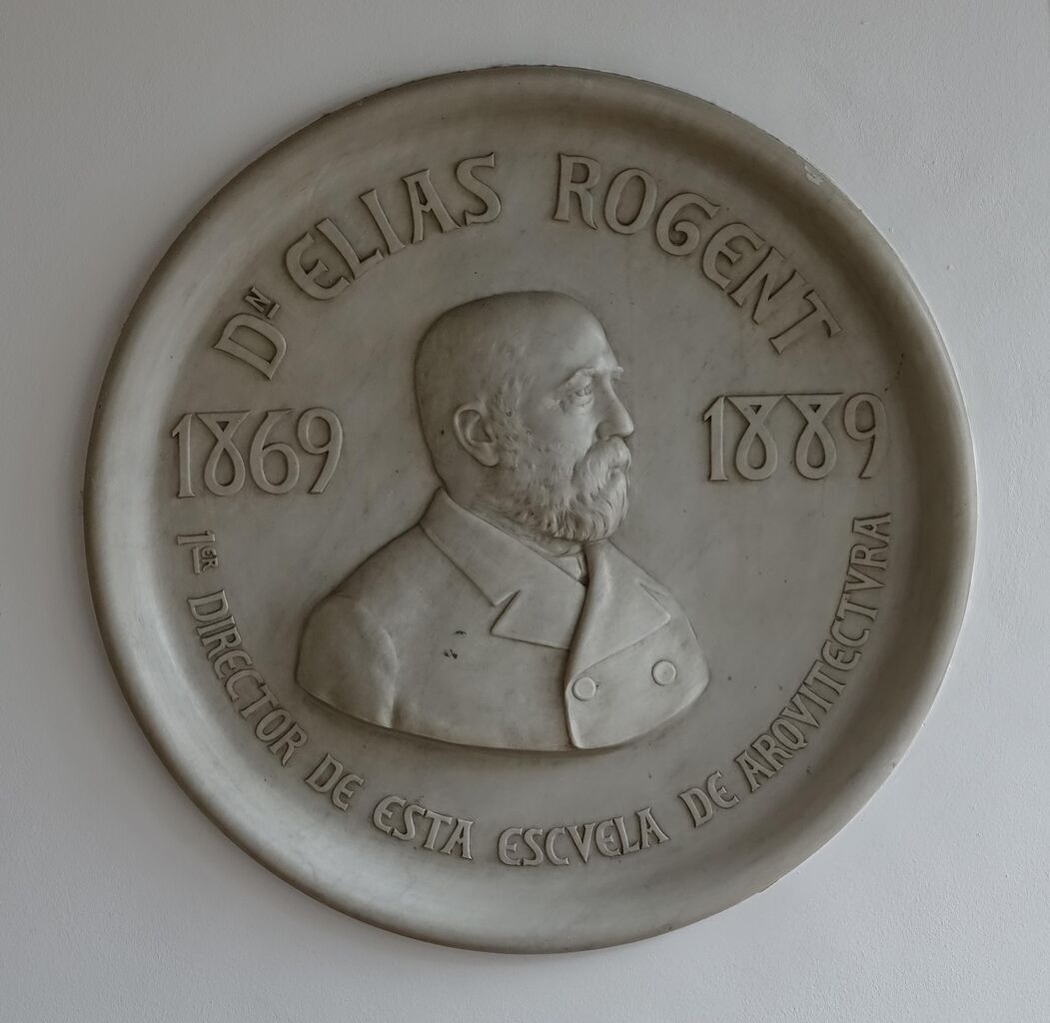 Dᴺ ELIAS ROGENT
1869 1889
1ER DIRECTOR DE ESTA ESCVELA DE ARQVITECTVRA